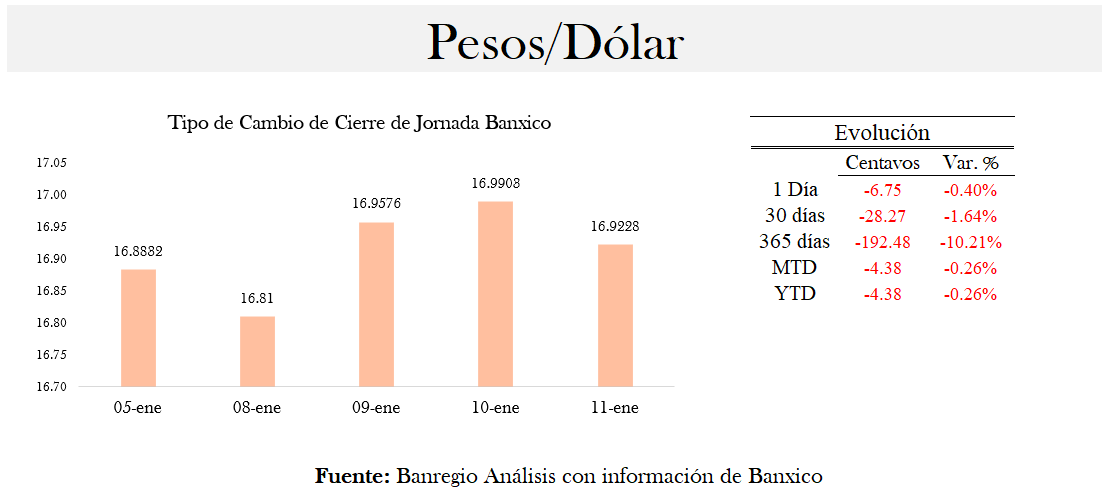 Pesos/Dólar
Tipo de Cambio de Cierre de Jornada Banxico
17.05
17.00
16.95
16.90
16.85
16.80
16.75
16.70
16.8882
16.81
16.9576
16.9908
16.9228
05-ene
08-ene
09-ene
10-ene
11-ene
Evolución
Centavos Var. %
1 Día -6.75 -0.40%
30 días -28.27 -1.64%
365 días -192.48 -10.21%
MTD -4.38 -0.26%
YTD -4.38 -0.26%
Fuente: Banregio Análisis con información de Banxico